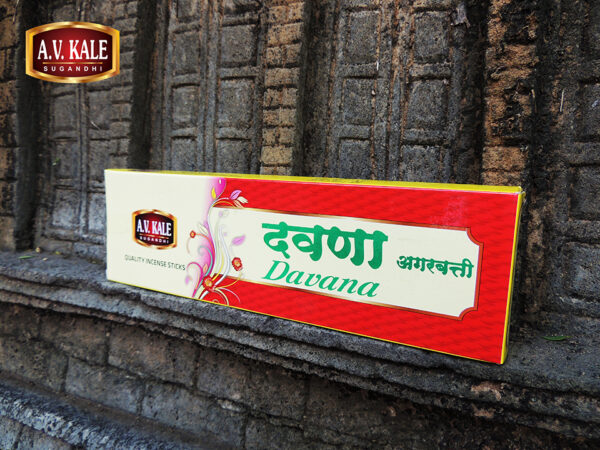 A.V. KALE
SUGANDHI
A.V. KALE
SUGANDHI
QUALITY INCENSE STICKS
दवणा
अगरबत्ती
Davana